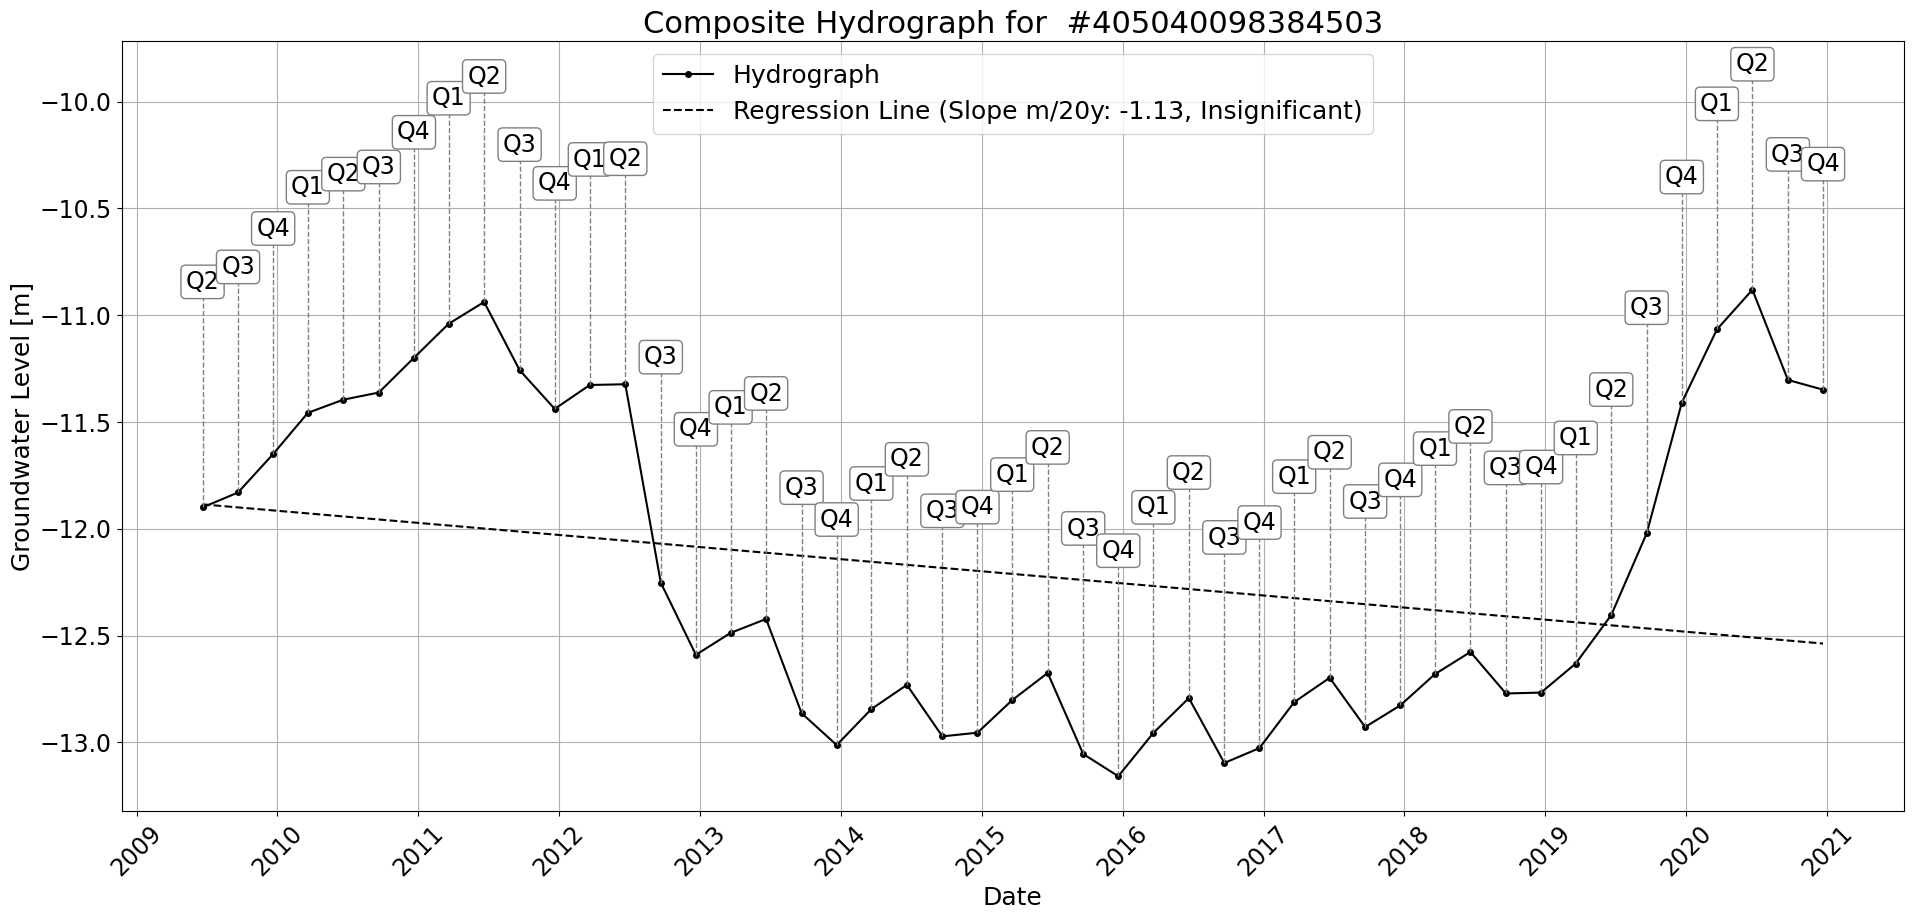 Composite Hydrograph for  #405040098384503
Hydrograph
Regression Line (Slope m/20y: -1.13, Insignificant)
Groundwater Level [m]
−10.0
−10.5
−11.0
−11.5
−12.0
−12.5
−13.0
Q2
Q3
Q4
Q1
Q2
Q3
Q4
Q1
Q2
Q3
Q4
Q1
Q2
Q3
Q4
Q1
Q2
Q3
Q4
Q1
Q2
Q3
Q4
Q1
Q2
Q3
Q4
Q1
Q2
Q3
Q4
Q1
Q2
Q3
Q4
Q1
Q2
Q3
Q4
Q1
Q2
Q3
Q4
Q1
Q2
Q3
Q4
2009
2010
2011
2012
2013
2014
2015
2016
2017
2018
2019
2020
2021
Date